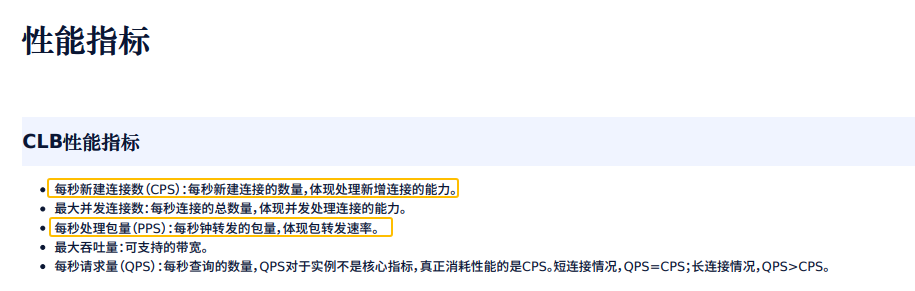 性能指标
CLB性能指标
每秒新建连接数（CPS）：每秒新建连接的数量，体现处理新增连接的能力。
最大并发连接数：每秒连接的总数量，体现并发处理连接的能力。
每秒处理包量（PPS）：每秒钟转发的包量，体现包转发速率。
最大吞吐量：可支持的带宽。
每秒请求量（QPS）：每秒查询的数量，QPS对于实例不是核心指标，真正消耗性能的是CPS。短连接情况，QPS=CPS；长连接情况，QPS>CPS。